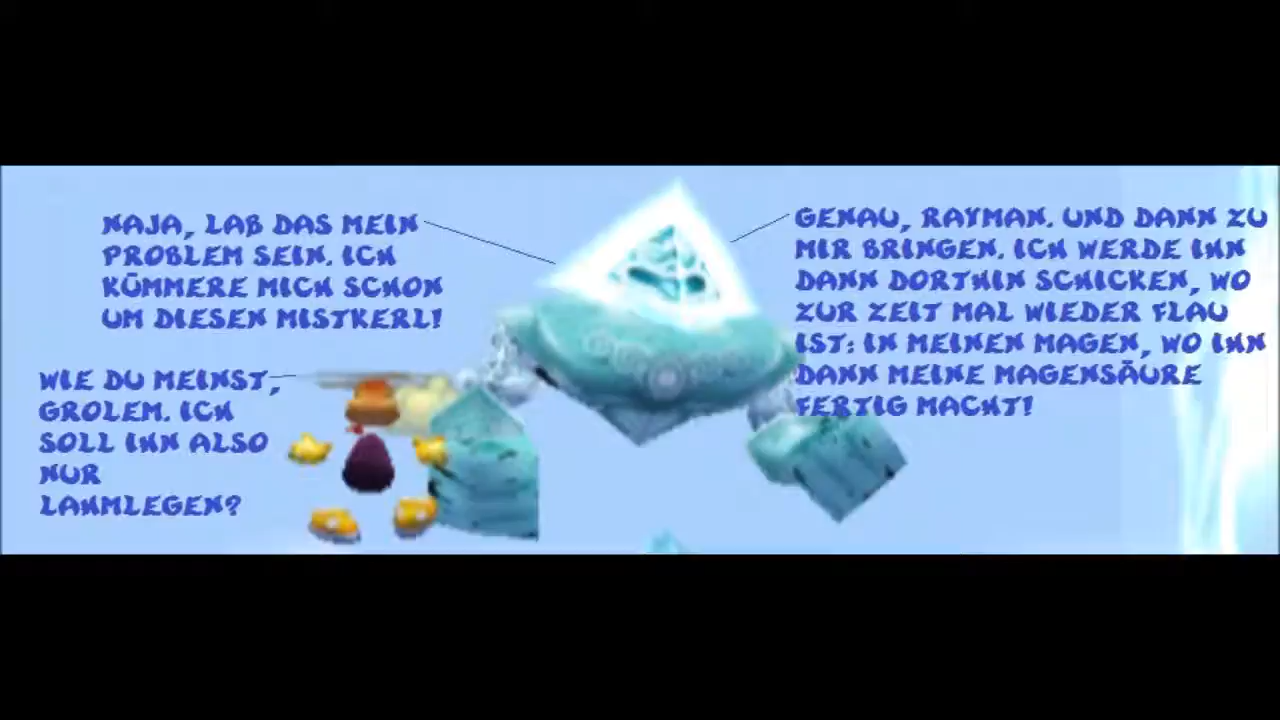 NAJA, LAß DAS MEIN
PROBLEM SEIN. ICH
KÜMMERE MICH SCHON
UM DIESEN MISTKERL!
WIE DU MEINST,
GROLEM. ICH
SOLL IHN ALSO
NUR
LAHMLEGEN?
GENAU, RAYMAN. UND DANN ZU
MIR BRINGEN. ICH WERDE IHN
DANN DORTHIN SCHICKEN, WO
ZUR ZEIT MAL WIEDER FLAU
IST: IN MEINEN MAGEN, WO IHN
DANN MEINE MAGENSÄURE
FERTIG MACHT!